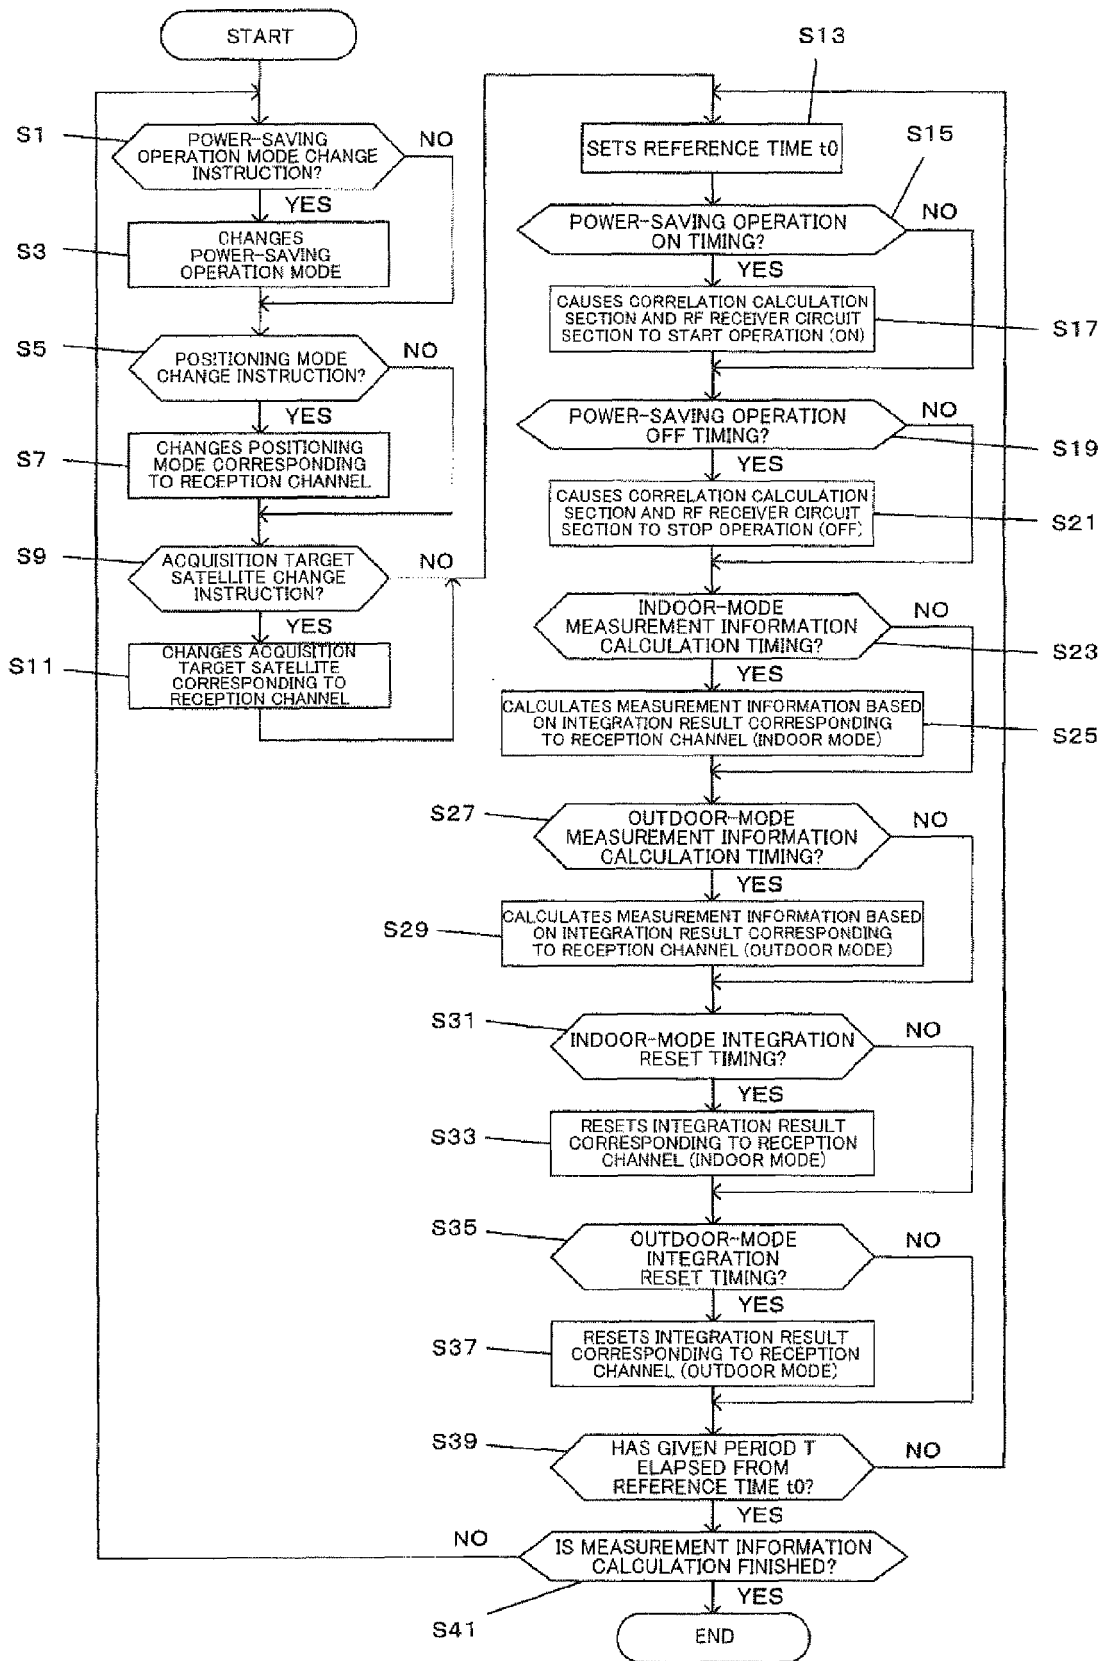 START
S1
POWER-SAVING
OPERATION MODE CHANGE
INSTRUCTION?
NO
YES
S3
CHANGES
POWER-SAVING
OPERATION MODE
S5
POSITIONING MODE
CHANGE INSTRUCTION?
NO
YES
S7
CHANGES POSITIONING
MODE CORRESPONDING
TO RECEPTION CHANNEL
S9
ACQUISITION TARGET
SATELLITE CHANGE
INSTRUCTION?
NO
YES
S11
CHANGES ACQUISITION
TARGET SATELLITE
CORRESPONDING TO
RECEPTION CHANNEL
S13
SETS REFERENCE TIME t0
S15
POWER-SAVING OPERATION
ON TIMING?
NO
YES
CAUSES CORRELATION CALCULATION
SECTION AND RF RECEIVER CIRCUIT
SECTION TO START OPERATION (ON)
S17
POWER-SAVING OPERATION
OFF TIMING?
NO
S19
YES
CAUSES CORRELATION CALCULATION
SECTION AND RF RECEIVER CIRCUIT
SECTION TO STOP OPERATION (OFF)
S21
INDOOR-MODE
MEASUREMENT INFORMATION
CALCULATION TIMING?
NO
S23
YES
CALCULATES MEASUREMENT INFORMATION BASED
ON INTEGRATION RESULT CORRESPONDING
TO RECEPTION CHANNEL (INDOOR MODE)
S25
S27
OUTDOOR-MODE
MEASUREMENT INFORMATION
CALCULATION TIMING?
NO
YES
S29
CALCULATES MEASUREMENT INFORMATION BASED
ON INTEGRATION RESULT CORRESPONDING
TO RECEPTION CHANNEL (OUTDOOR MODE)
S31
INDOOR-MODE INTEGRATION
RESET TIMING?
NO
YES
S33
RESETS INTEGRATION RESULT
CORRESPONDING TO RECEPTION
CHANNEL (INDOOR MODE)
S35
OUTDOOR-MODE
INTEGRATION
RESET TIMING?
NO
YES
S37
RESETS INTEGRATION RESULT
CORRESPONDING TO RECEPTION
CHANNEL (OUTDOOR MODE)
S39
HAS GIVEN PERIOD T
ELAPSED FROM
REFERENCE TIME t0?
NO
YES
NO
IS MEASUREMENT INFORMATION
CALCULATION FINISHED?
YES
S41
END